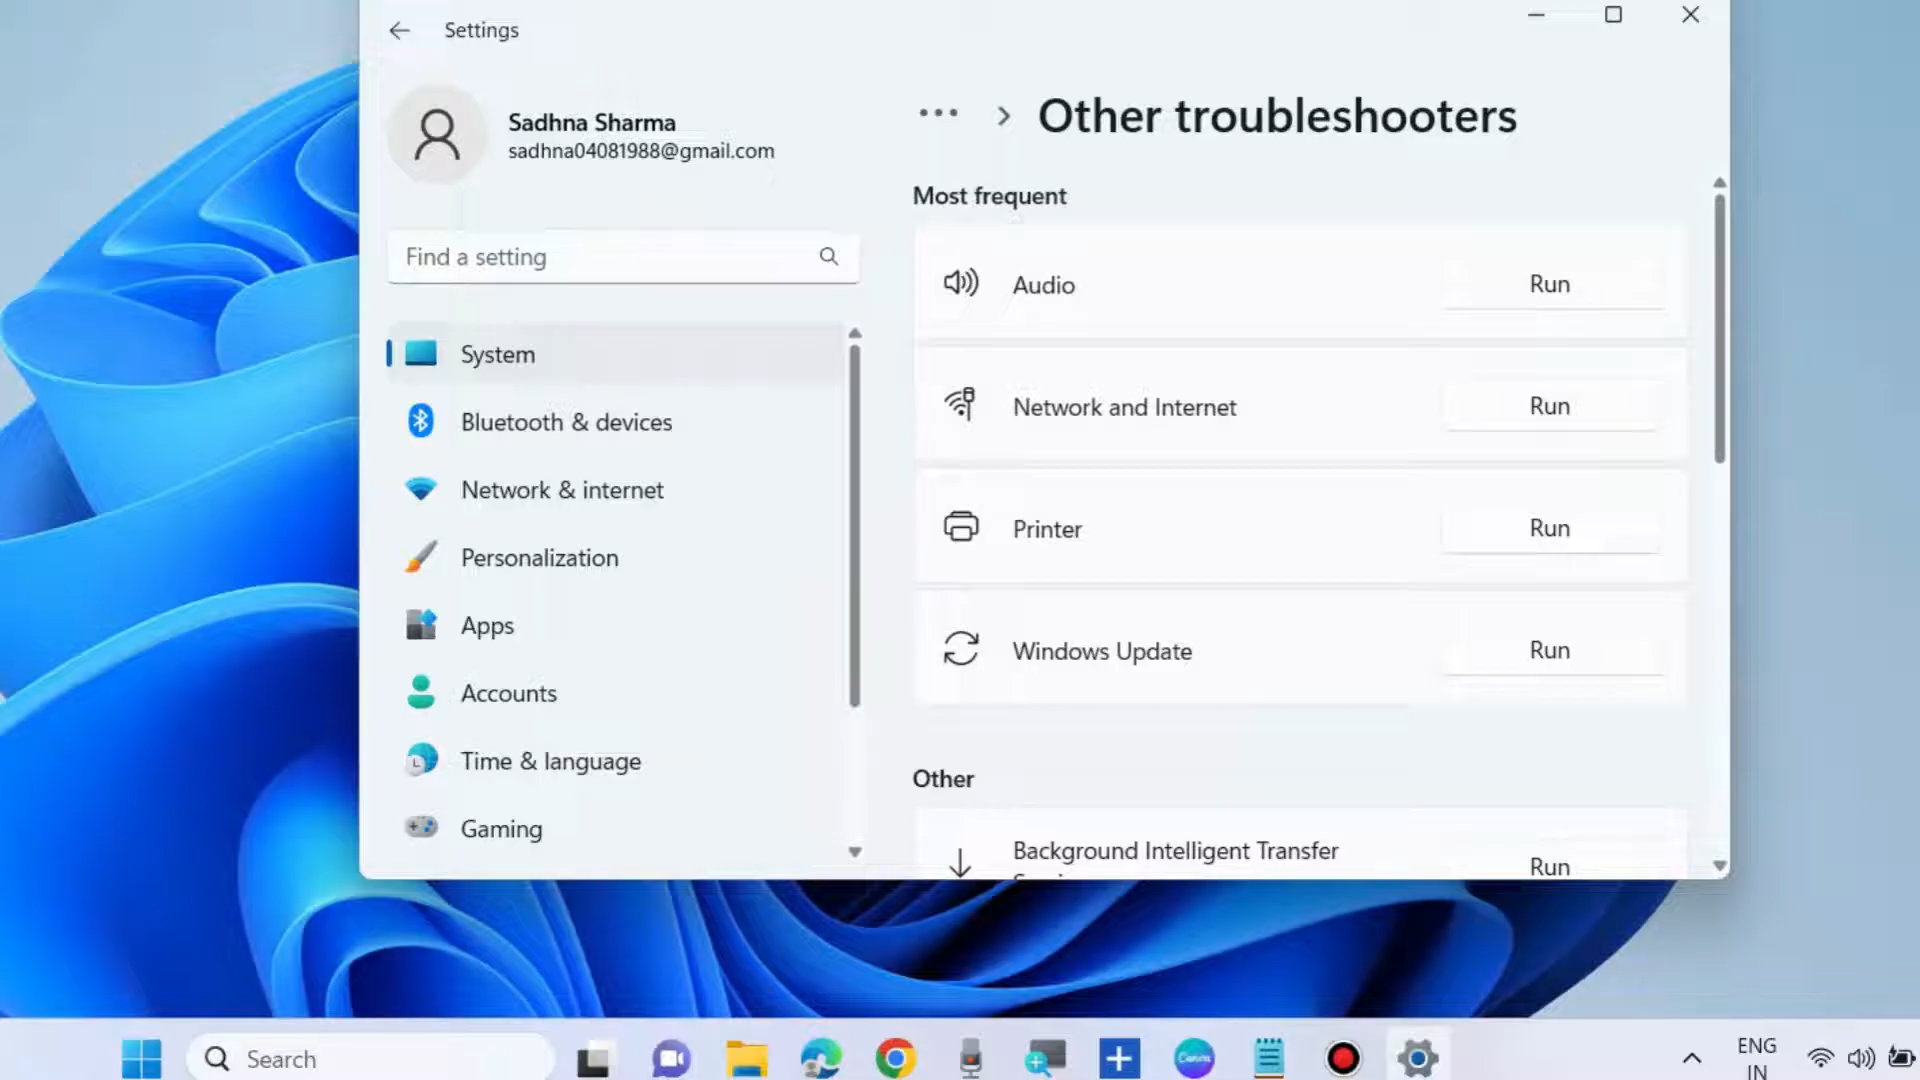 Settings
Sadhna Sharma
sadhna04081988@gmail.com
Find a setting
System
Bluetooth & devices
Network & internet
Personalization
Apps
Accounts
Time & language
Gaming
Other troubleshooters
Most frequent
Audio Run
Network and Internet Run
Printer Run
Windows Update Run
Other
Background Intelligent Transfer
Run
Search
Canva
ENG
IN